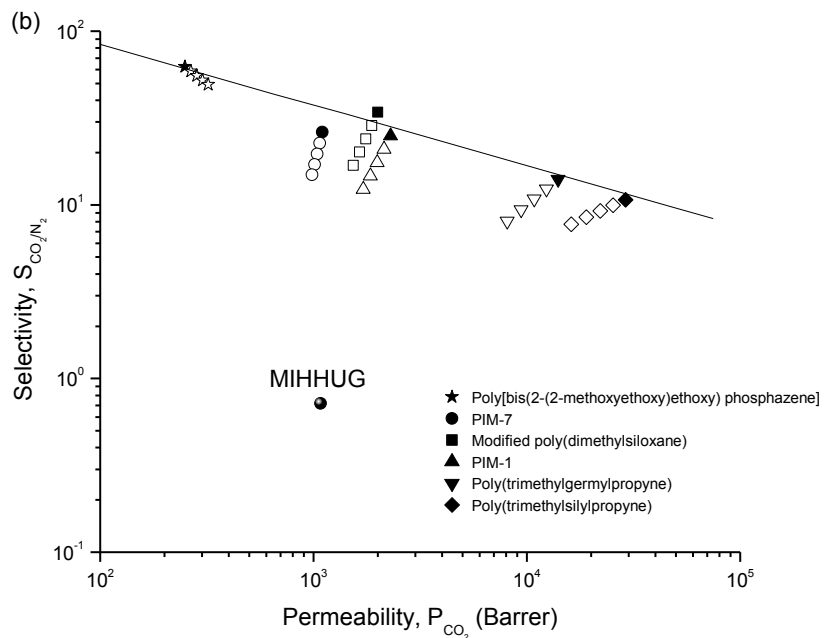 (b)
10²
10¹
10⁰
10⁻¹
Selectivity, S_CO₂/N₂
MIHHUG
Poly[bis(2-(2-methoxyethoxy)ethoxy) phosphazene]
PIM-7
Modified poly(dimethylsiloxane)
PIM-1
Poly(trimethylgermylpropyne)
Poly(trimethylsilylpropyne)
10² 10³ 10⁴ 10⁵
Permeability, P_CO₂ (Barrer)